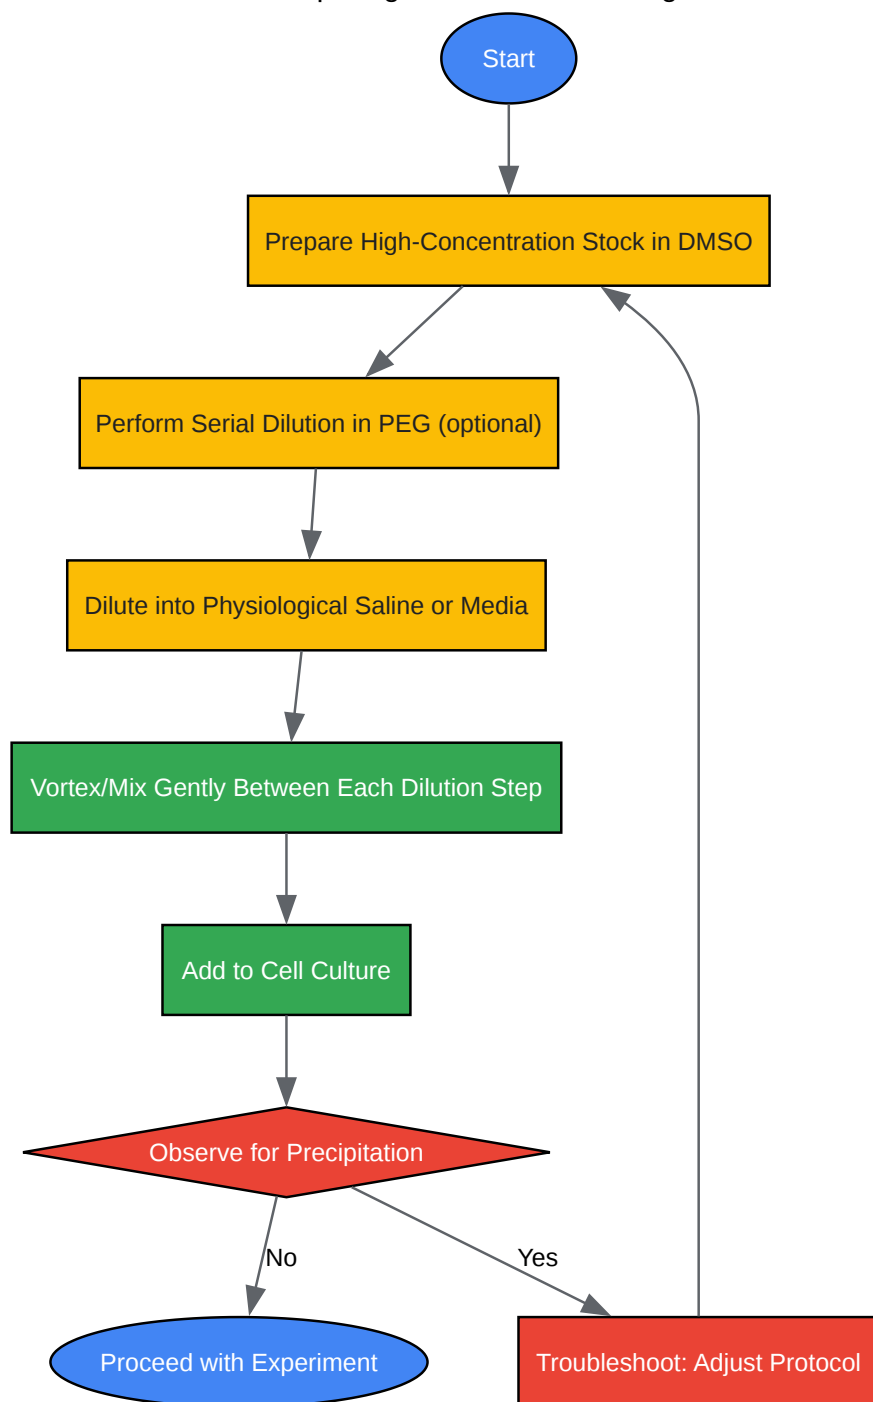 Start
Prepare High-Concentration Stock in DMSO
Perform Serial Dilution in PEG (optional)
Dilute into Physiological Saline or Media
Vortex/Mix Gently Between Each Dilution Step
Add to Cell Culture
Observe for Precipitation
No
Yes
Proceed with Experiment
Troubleshoot: Adjust Protocol